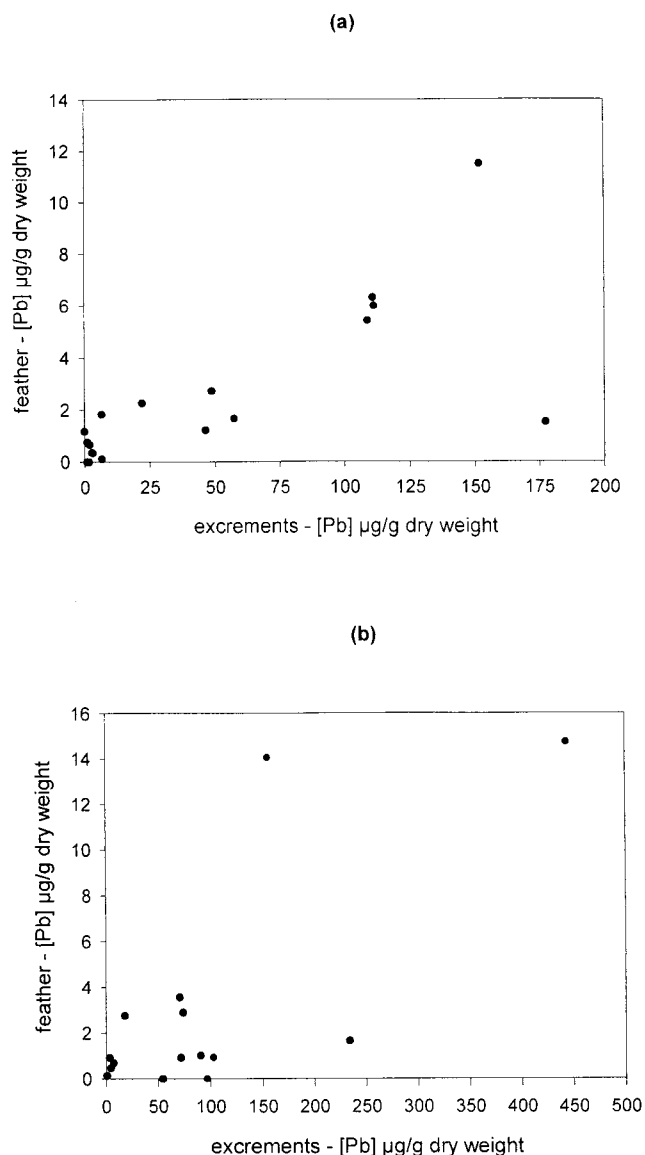 (a)
14
12
10
8
6
4
2
0
feather - [Pb] µg/g dry weight
0 25 50 75 100 125 150 175 200
excrements - [Pb] µg/g dry weight
(b)
16
14
12
10
8
6
4
2
0
feather - [Pb] µg/g dry weight
0 50 100 150 200 250 300 350 400 450 500
excrements - [Pb] µg/g dry weight